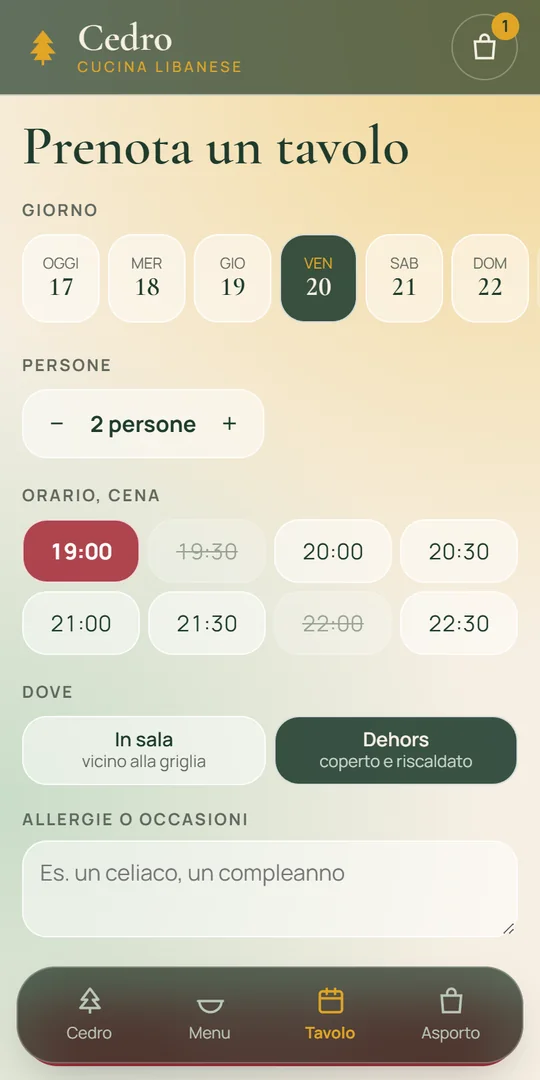 Cedro
CUCINA LIBANESE
1
Prenota un tavolo
GIORNO
OGGI MER GIO VEN SAB DOM
17 18 19 20 21 22
PERSONE
− 2 persone +
ORARIO, CENA
19:00 19:30 20:00 20:30
21:00 21:30 22:00 22:30
DOVE
In sala Dehors
vicino alla griglia coperto e riscaldato
ALLERGIE O OCCASIONI
Es. un celiaco, un compleanno
Cedro Menu Tavolo Asporto